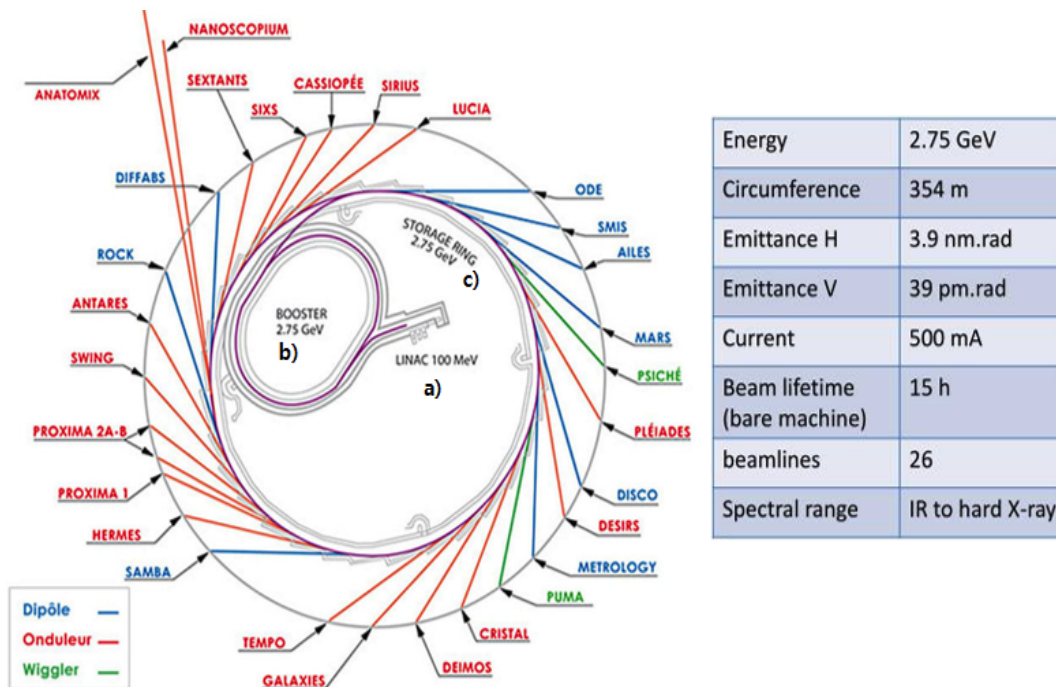 NANOSCOPIUM
ANATOMIX
SEXTANTS
SIXS
CASSIOPÉE
SIRIUS
LUCIA
DIFFABS
ODE
SMIS
AILES
ROCK
ANTARES
SWING
PROXIMA 2A-B
PROXIMA 1
HERMES
SAMBA
MARS
PSICHÉ
PLÉIADES
DISCO
DESIRS
METROLOGY
PUMA
CRISTAL
DEIMOS
GALAXIES
TEMPO
STORAGE RING
2.75 GeV
c)
BOOSTER
2.75 GeV
b)
LINAC 100 MeV
a)
Dipôle
Onduleur
Wiggler
Energy 2.75 GeV
Circumference 354 m
Emittance H 3.9 nm.rad
Emittance V 39 pm.rad
Current 500 mA
Beam lifetime 15 h
(bare machine)
beamlines 26
Spectral range IR to hard X-ray